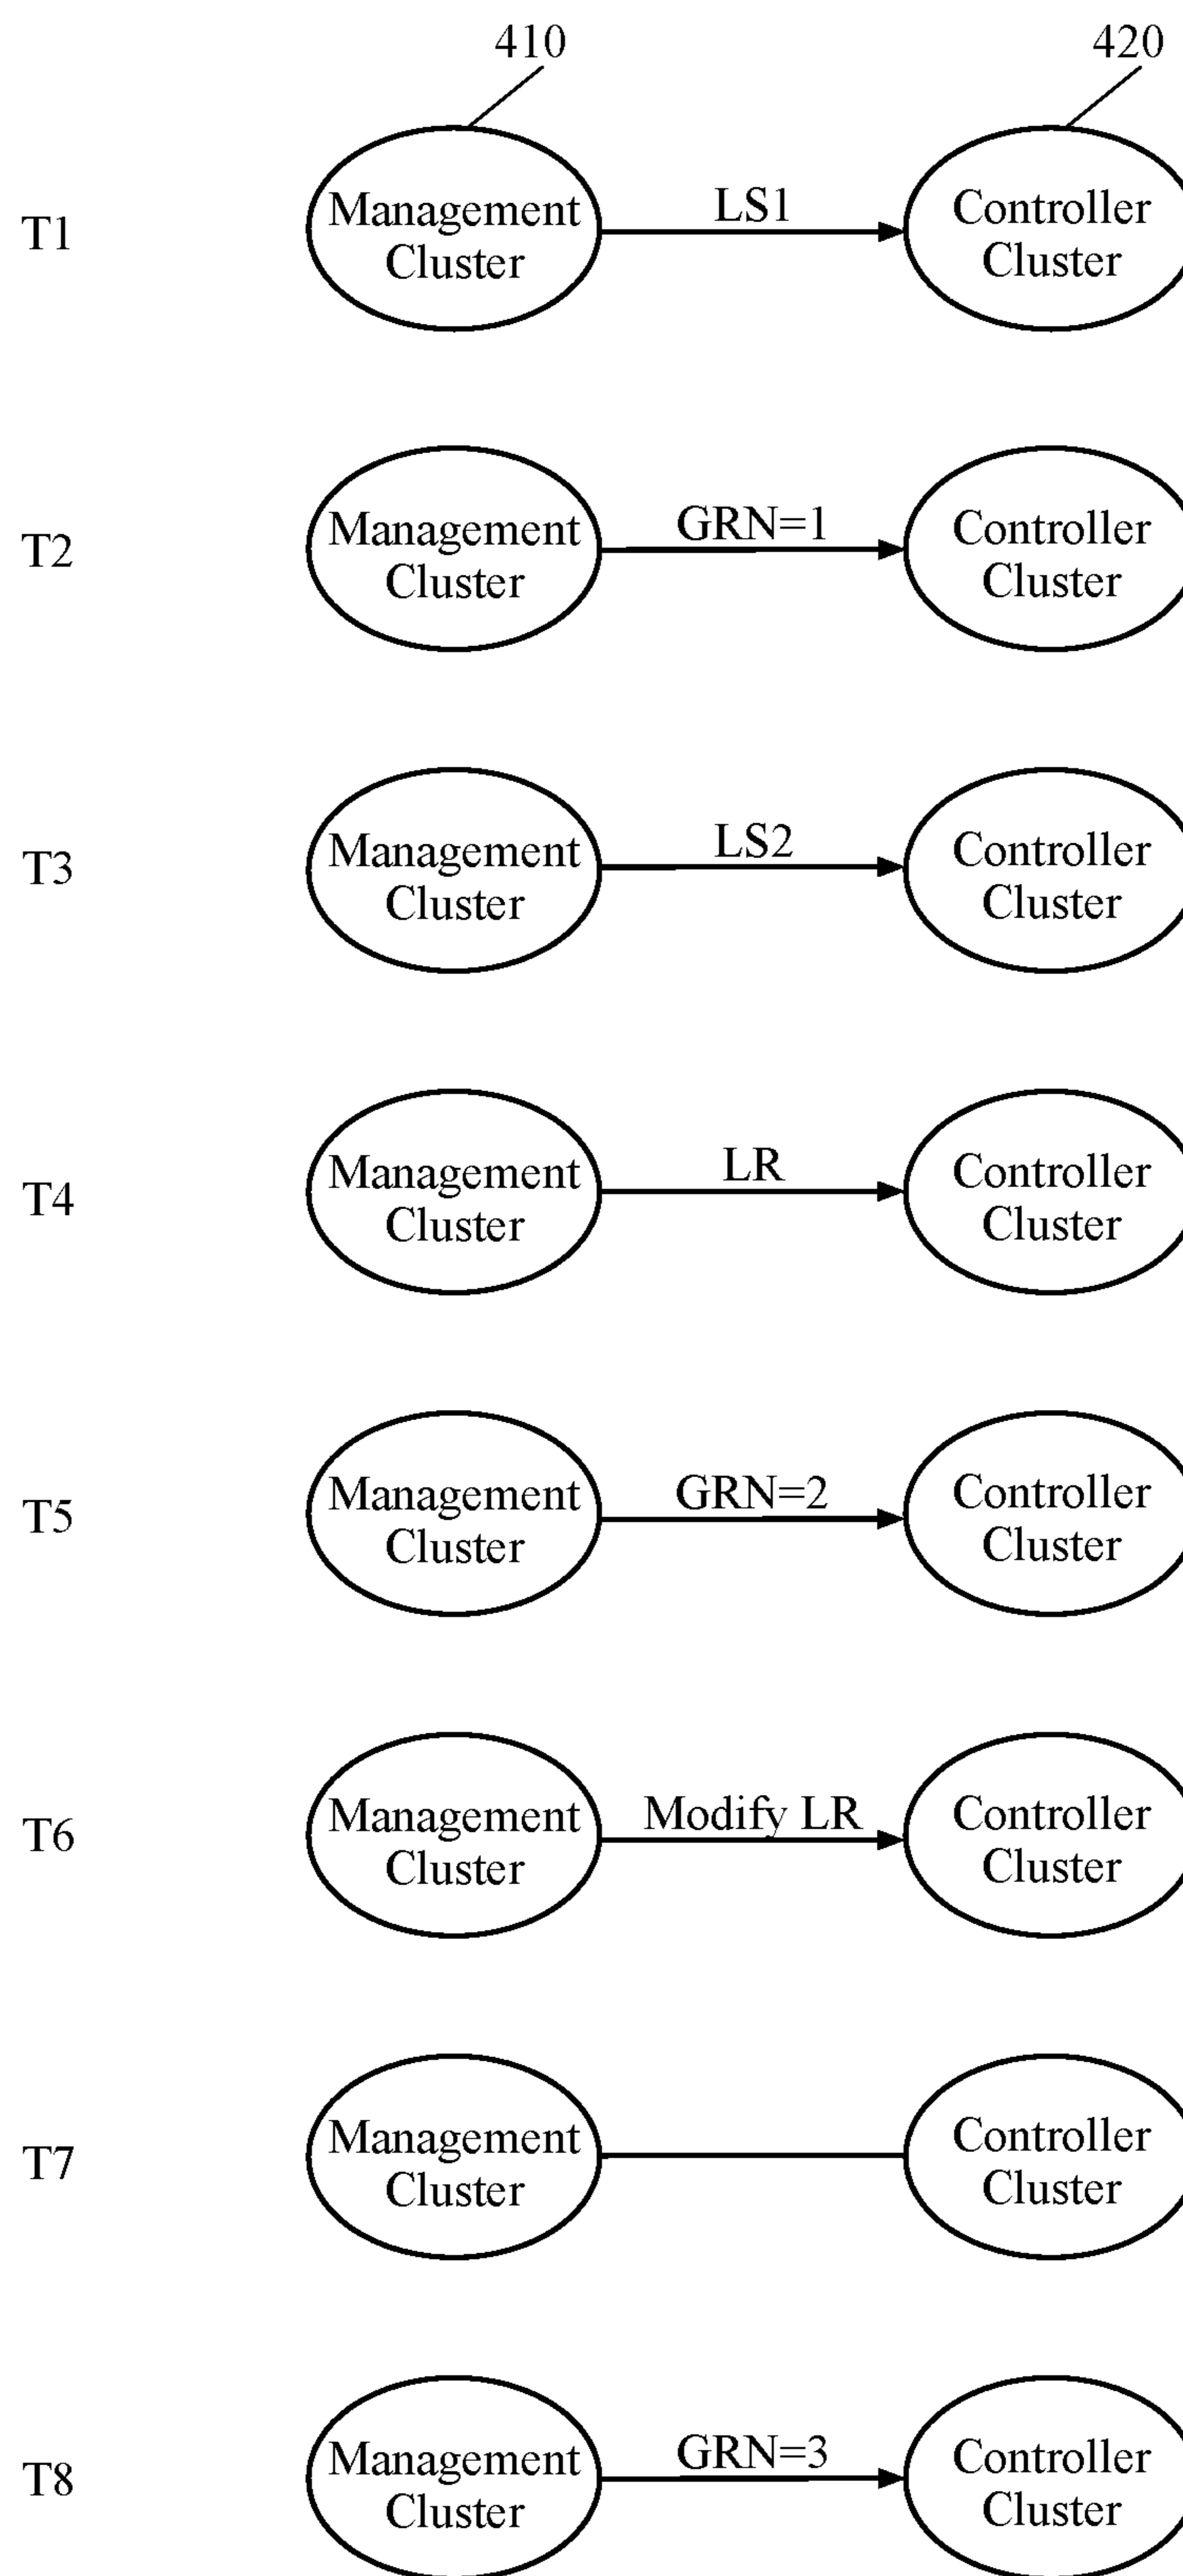 410
420
T1
Management
Cluster
LS1
Controller
Cluster
T2
Management
Cluster
GRN=1
Controller
Cluster
T3
Management
Cluster
LS2
Controller
Cluster
T4
Management
Cluster
LR
Controller
Cluster
T5
Management
Cluster
GRN=2
Controller
Cluster
T6
Management
Cluster
Modify LR
Controller
Cluster
T7
Management
Cluster
Controller
Cluster
T8
Management
Cluster
GRN=3
Controller
Cluster